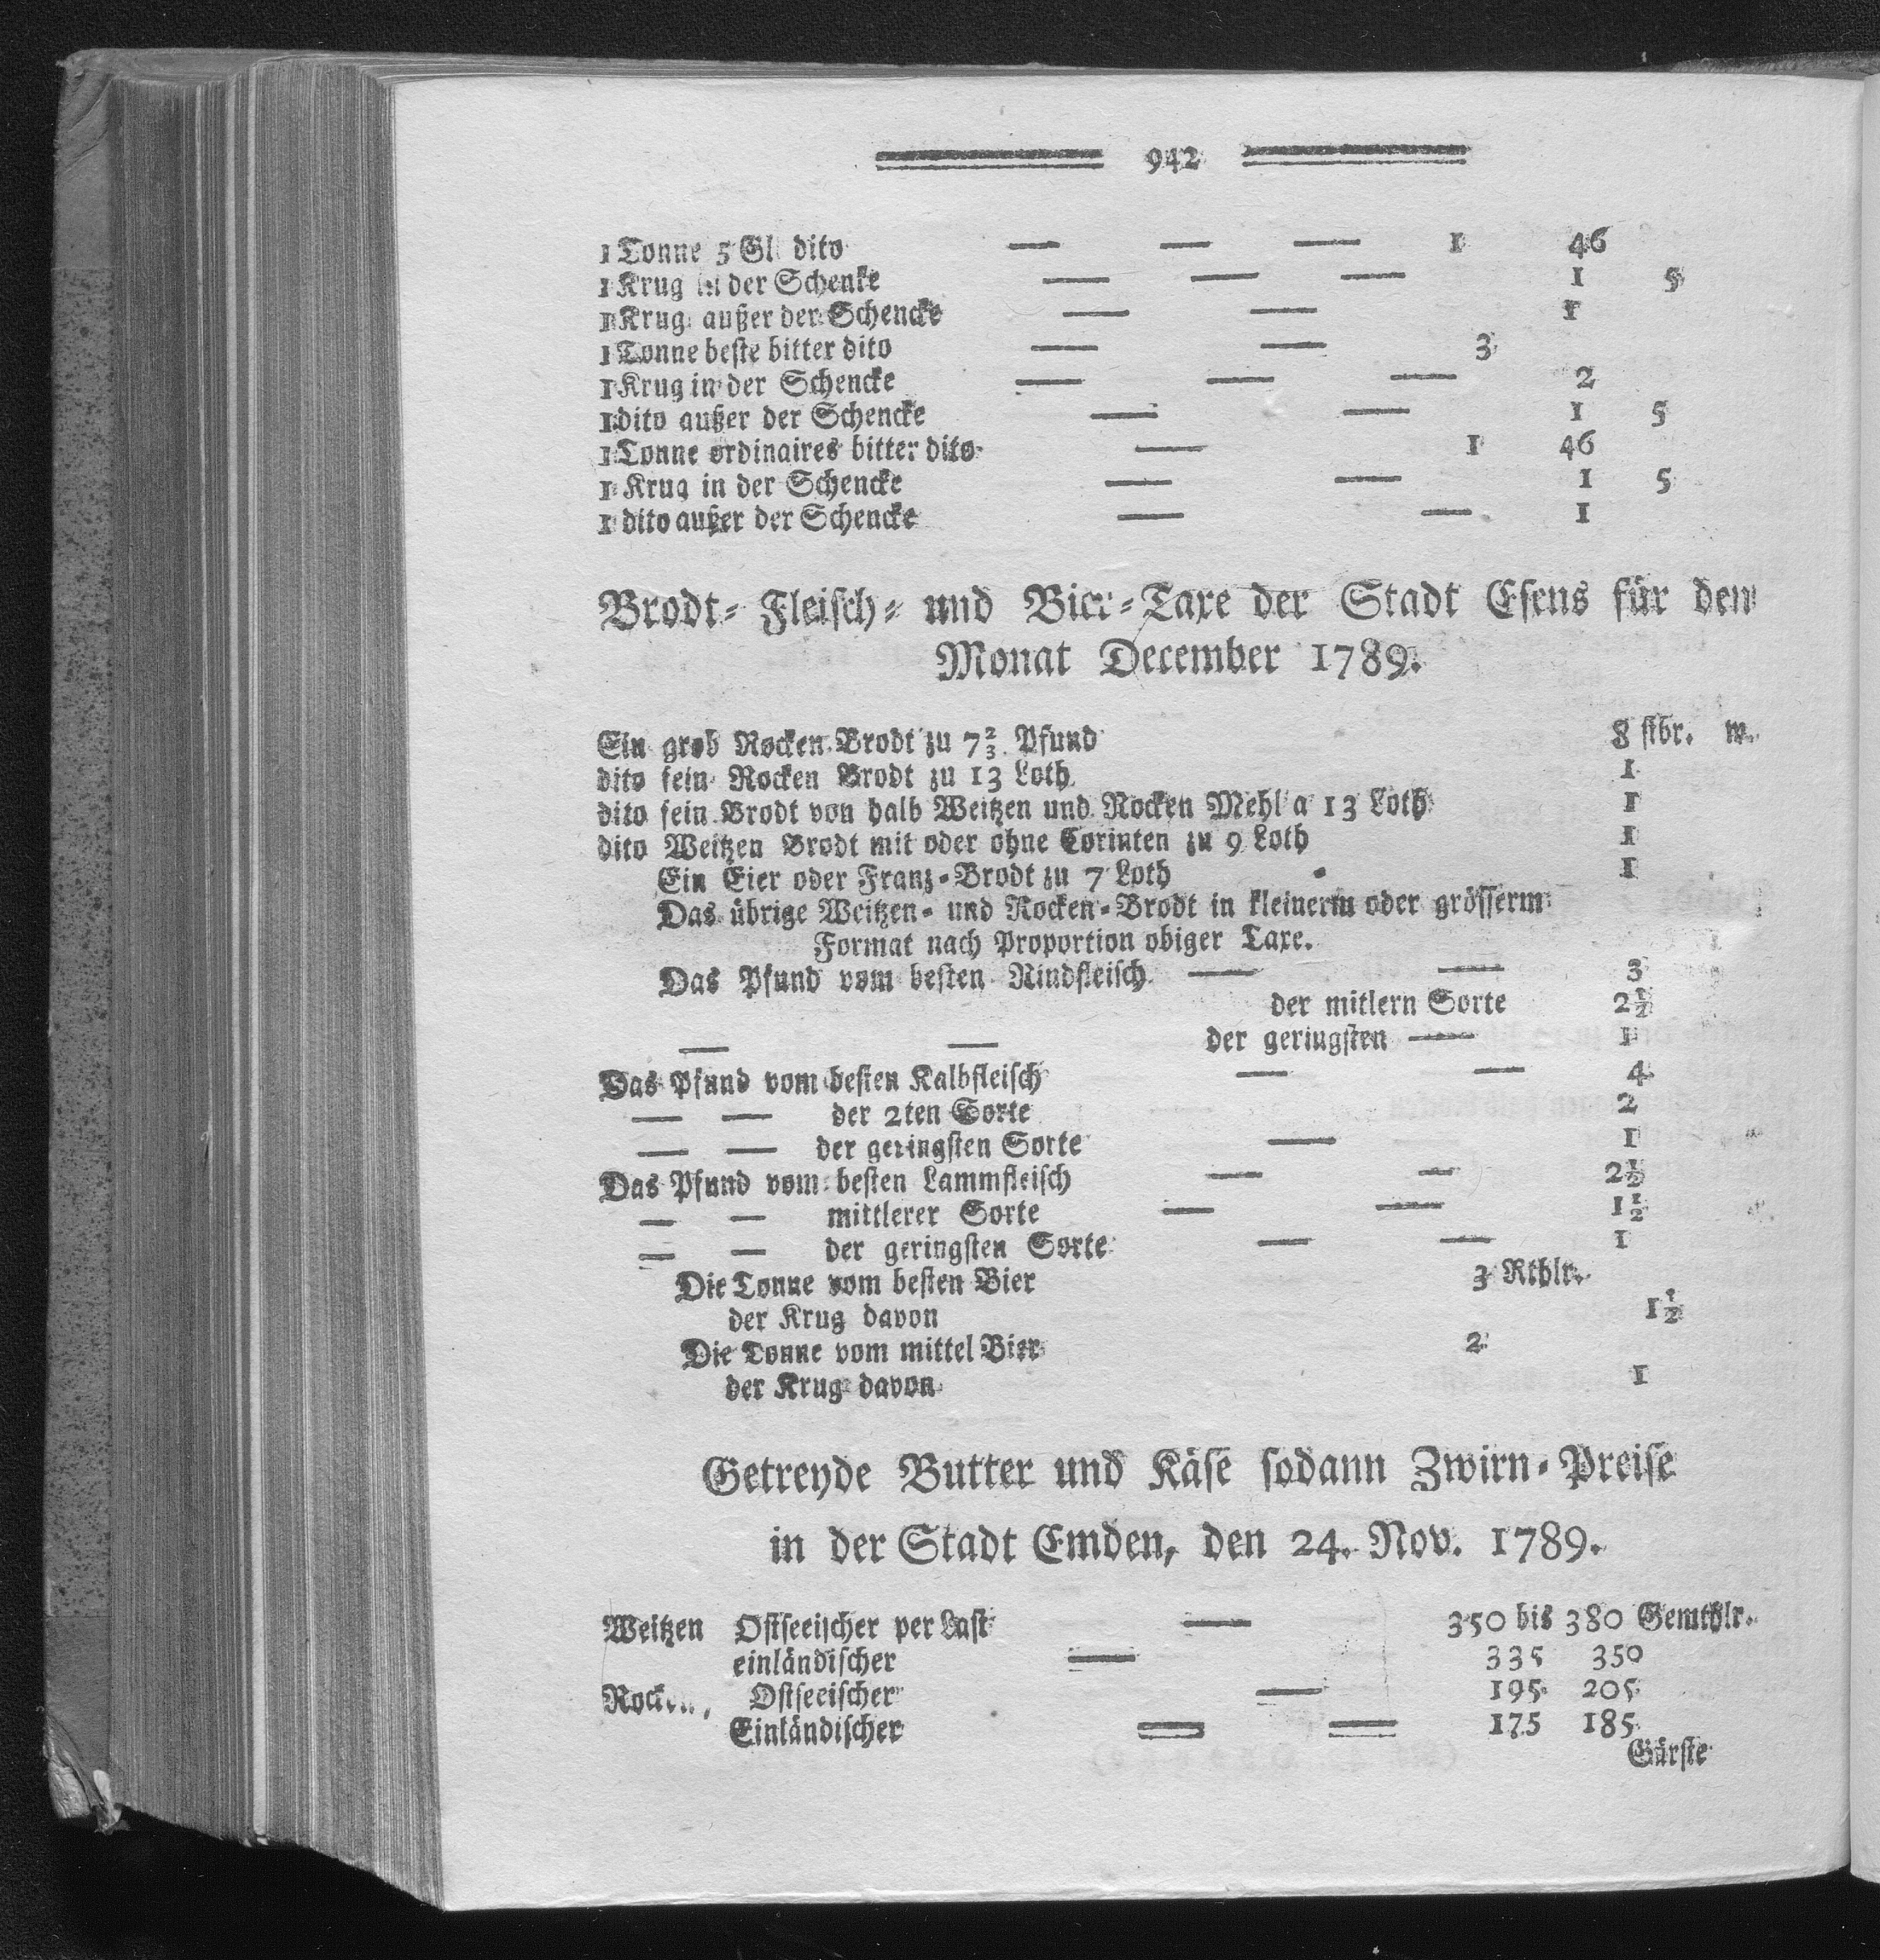 942
1 Tonne 5 Gl dito — — — 1 46
1 Krug in der Schenke — — — 1 5
1 Krug außer der Schencke — — 1
1 Tonne beste bitter dito — — 3
1 Krug in der Schencke — — — 2
1 dito außer der Schencke — — 1 5
1 Tonne ordinaires bitter dito — 1 46
1 Krug in der Schencke — — 1 5
1 dito außer der Schencke — — 1
Brodt- Fleisch- und Bier-Taxe der Stadt Esens für den
Monat December 1789.
Ein grob Rocken Brodt zu 7 2/3 Pfund 8 stbr. w.
dito fein Rocken Brodt zu 13 Loth 1
dito fein Brodt von halb Weitzen und Rocken Mehl a 13 Loth 1
dito Weitzen Brodt mit oder ohne Corinten zu 9 Loth 1
Ein Eier oder Franz-Brodt zu 7 Loth 1
Das übrige Weitzen- und Rocken-Brodt in kleinerm oder grösserm
Format nach Proportion obiger Taxe.
Das Pfund vom besten Rindfleisch — — 3
der mitlern Sorte 2½
— — der geringsten — 1
Das Pfund vom besten Kalbfleisch — — 4
— — der 2ten Sorte 2
— — der geringsten Sorte — 1
Das Pfund vom besten Lammfleisch — — 2½
— — mittlerer Sorte — — 1½
— — der geringsten Sorte — — 1
Die Tonne vom besten Bier 3 Rthlr.
der Krug davon 1½
Die Tonne vom mittel Bier 2
der Krug davon 1
Getreyde Butter und Käse sodann Zwirn-Preise
in der Stadt Emden, den 24. Nov. 1789.
Weitzen Ostseeischer per Last — 350 bis 380 Gemthlr.
einländischer — 335 350
Rocken, Ostseeischer — 195 205
Einländischer — — 175 185
Gärste